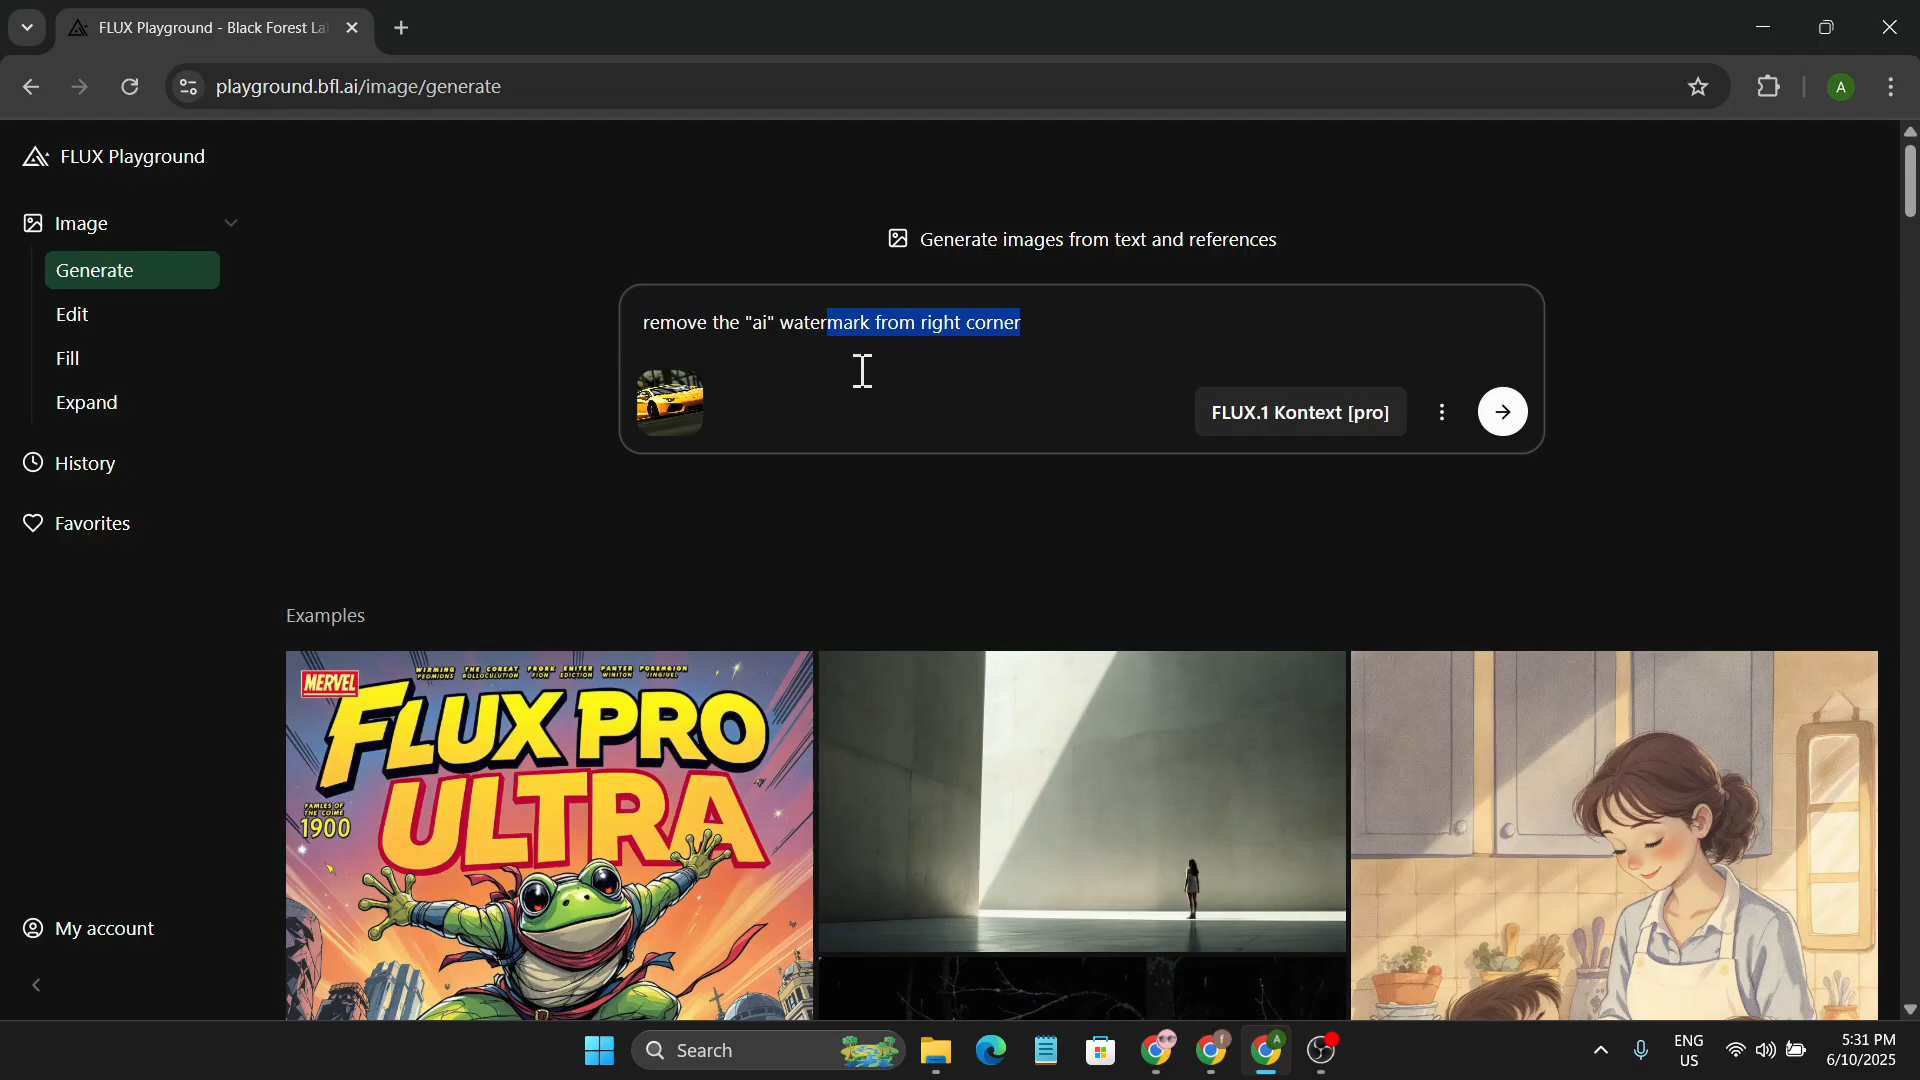 FLUX Playground - Black Forest La
playground.bfl.ai/image/generate
A
FLUX Playground
Image
Generate
Edit
Fill
Expand
History
Favorites
My account
Generate images from text and references
remove the "ai" watermark from right corner
FLUX.1 Kontext [pro]
Examples
MERVEL
FLUX PRO
ULTRA
1900
Search
ENG
US
5:31 PM
6/10/2025